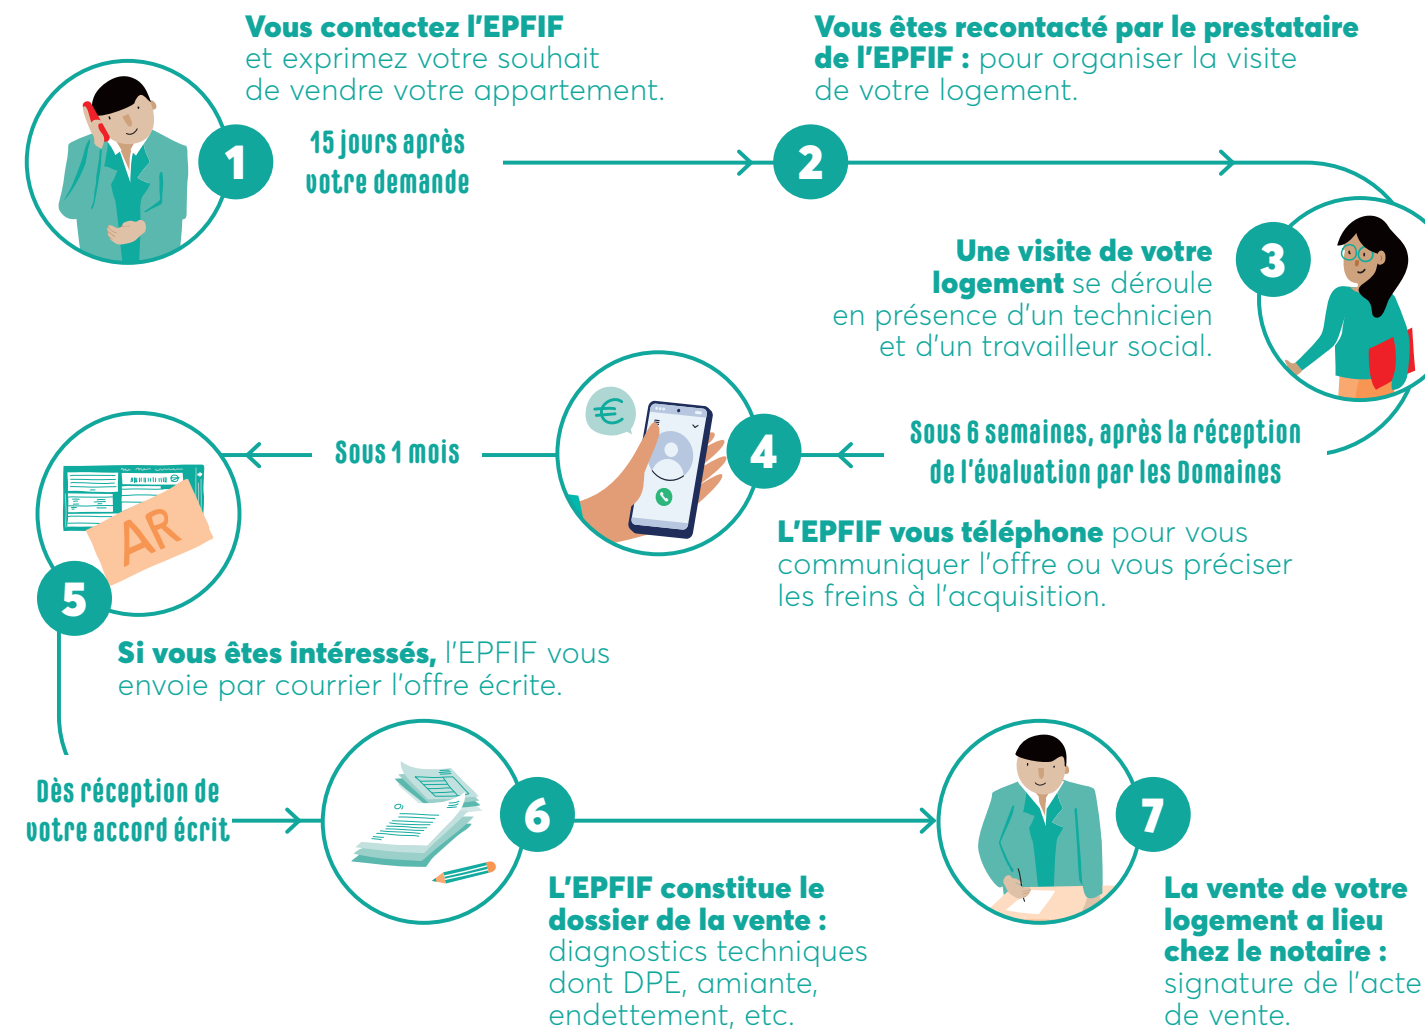 Vous contactez l'EPFIF
et exprimez votre souhait
de vendre votre appartement.
1
15 jours après
votre demande
Vous êtes recontacté par le prestataire
de l'EPFIF : pour organiser la visite
de votre logement.
2
3
Une visite de votre
logement se déroule
en présence d'un technicien
et d'un travailleur social.
Sous 6 semaines, après la réception
de l'évaluation par les Domaines
€
4
L'EPFIF vous téléphone pour vous
communiquer l'offre ou vous préciser
les freins à l'acquisition.
Sous 1 mois
AR
5
Si vous êtes intéressés, l'EPFIF vous
envoie par courrier l'offre écrite.
Dès réception de
votre accord écrit
6
L'EPFIF constitue le
dossier de la vente :
diagnostics techniques
dont DPE, amiante,
endettement, etc.
7
La vente de votre
logement a lieu
chez le notaire :
signature de l'acte
de vente.